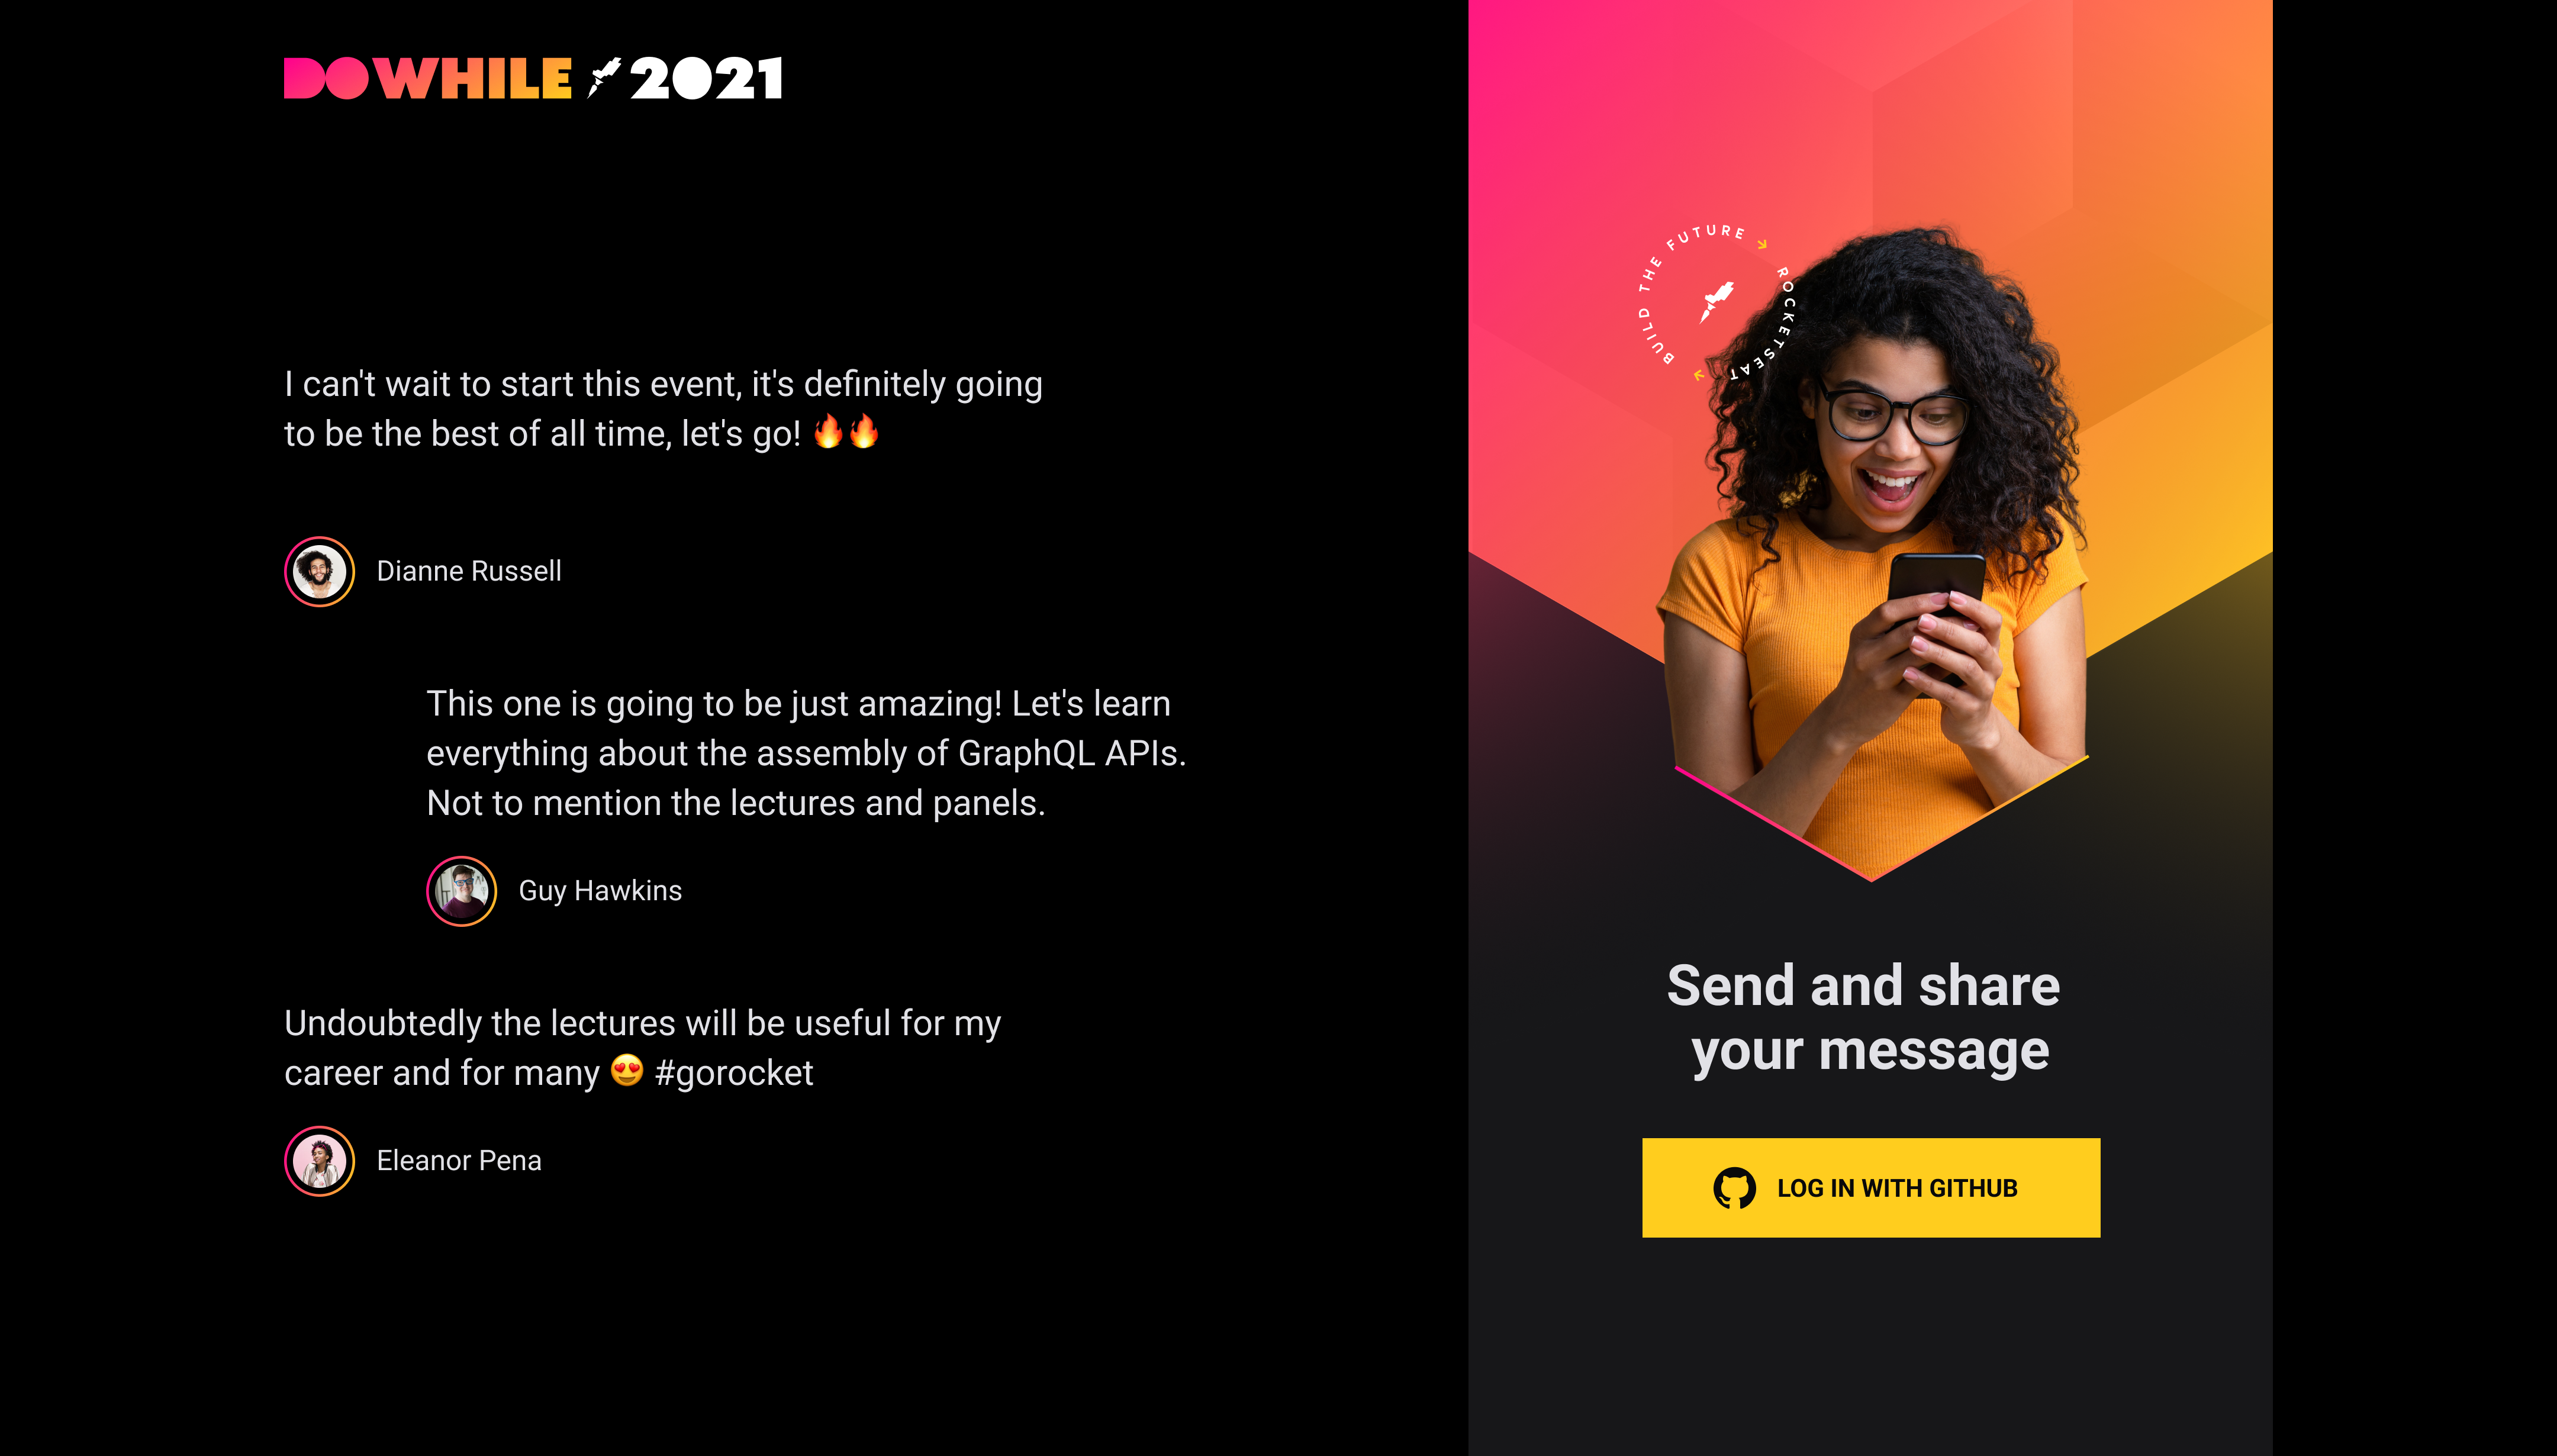 DOWHILE 2021
I can't wait to start this event, it's definitely going
to be the best of all time, let's go! 🔥🔥
Dianne Russell
This one is going to be just amazing! Let's learn
everything about the assembly of GraphQL APIs.
Not to mention the lectures and panels.
Guy Hawkins
Undoubtedly the lectures will be useful for my
career and for many 😍 #gorocket
Eleanor Pena
BUILD THE FUTURE → ROCKETSEAT →
Send and share
your message
LOG IN WITH GITHUB